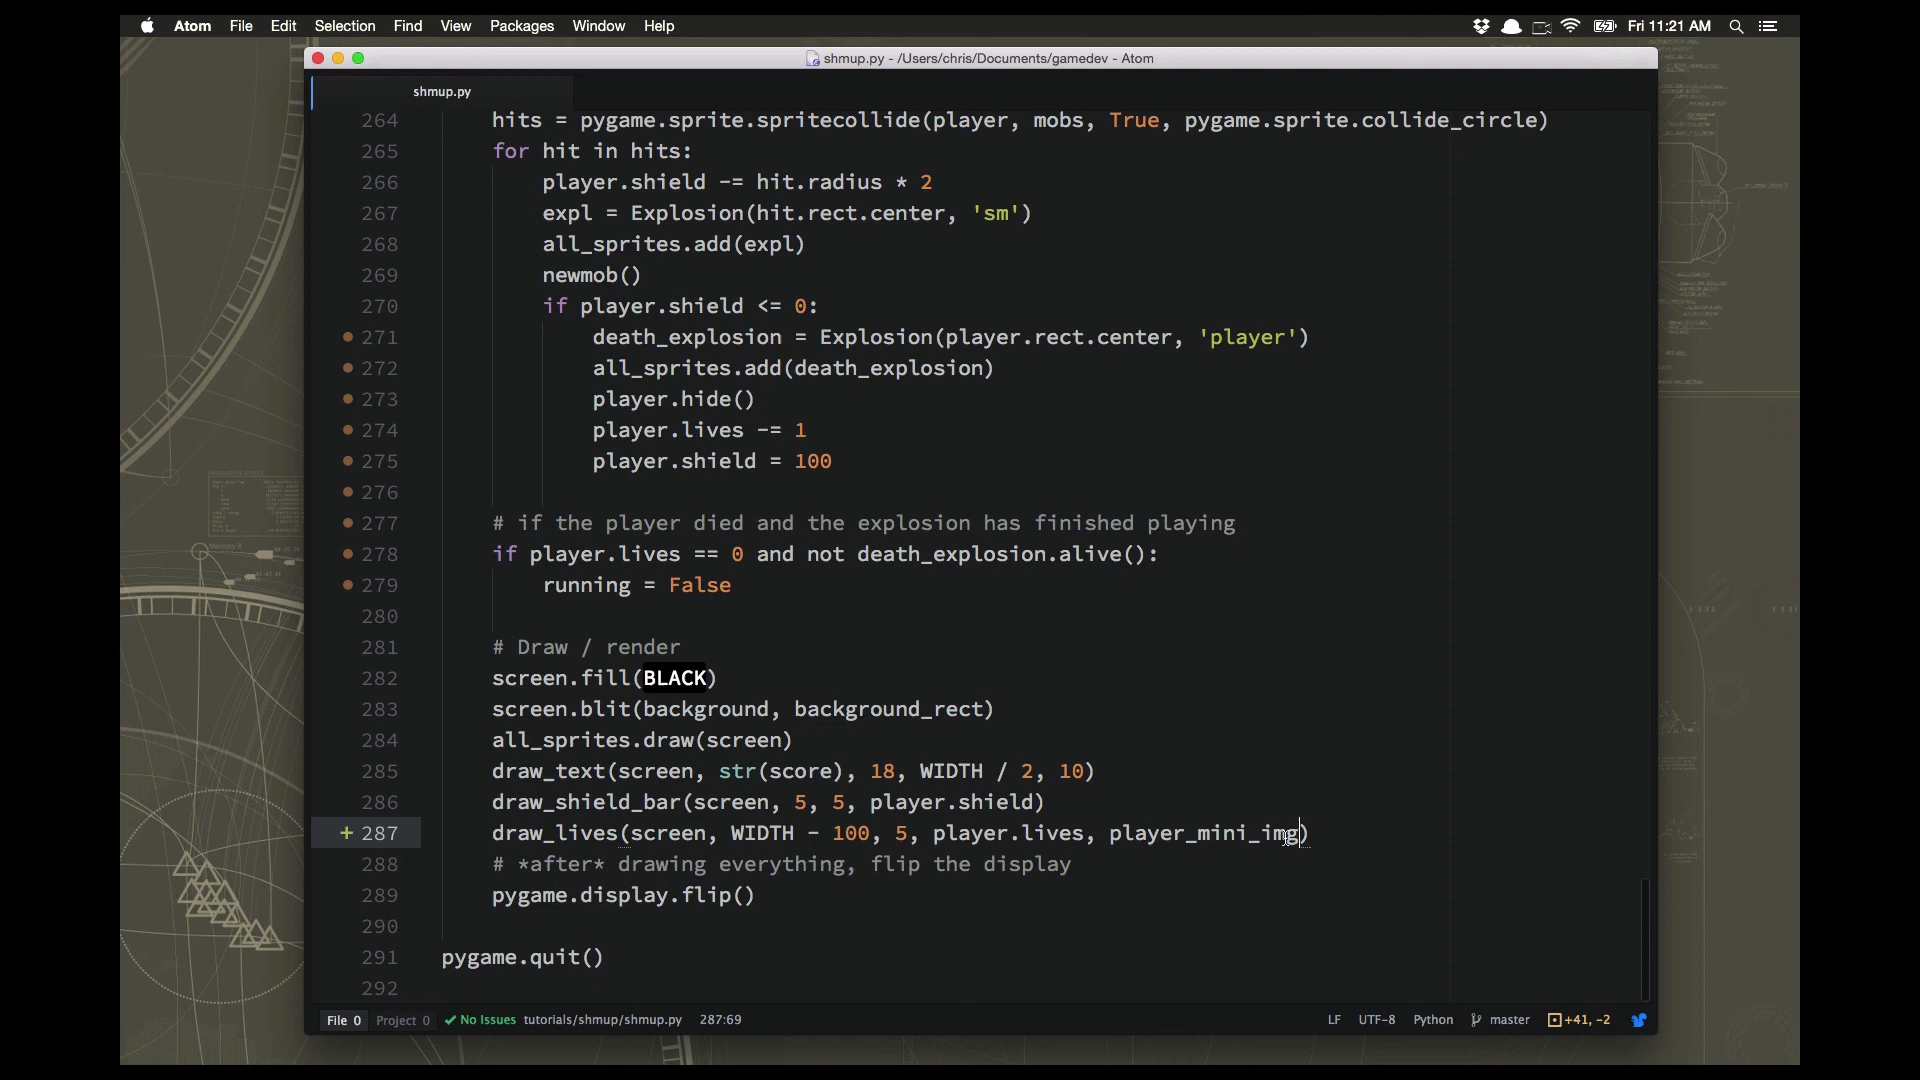 Atom File Edit Selection Find View Packages Window Help Fri 11:21 AM
shmup.py - /Users/chris/Documents/gamedev - Atom
shmup.py
264 hits = pygame.sprite.spritecollide(player, mobs, True, pygame.sprite.collide_circle)
265 for hit in hits:
266 player.shield -= hit.radius * 2
267 expl = Explosion(hit.rect.center, 'sm')
268 all_sprites.add(expl)
269 newmob()
270 if player.shield <= 0:
271 death_explosion = Explosion(player.rect.center, 'player')
272 all_sprites.add(death_explosion)
273 player.hide()
274 player.lives -= 1
275 player.shield = 100
276
277 # if the player died and the explosion has finished playing
278 if player.lives == 0 and not death_explosion.alive():
279 running = False
280
281 # Draw / render
282 screen.fill(BLACK)
283 screen.blit(background, background_rect)
284 all_sprites.draw(screen)
285 draw_text(screen, str(score), 18, WIDTH / 2, 10)
286 draw_shield_bar(screen, 5, 5, player.shield)
+ 287 draw_lives(screen, WIDTH - 100, 5, player.lives, player_mini_img)
288 # *after* drawing everything, flip the display
289 pygame.display.flip()
290
291 pygame.quit()
292
File 0 Project 0 No Issues tutorials/shmup/shmup.py 287:69 LF UTF-8 Python master +41, -2